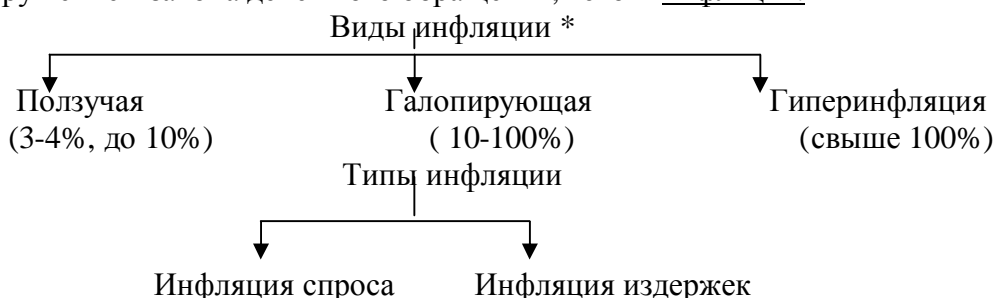 Виды инфляции *
Ползучая Галопирующая Гиперинфляция
(3-4%, до 10%) ( 10-100%) (свыше 100%)
Типы инфляции
Инфляция спроса Инфляция издержек